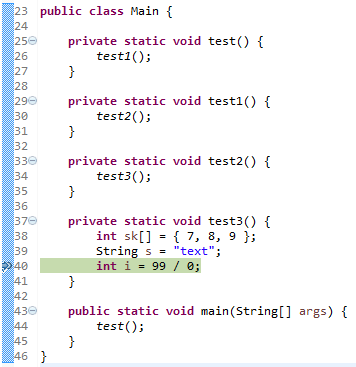 23 public class Main {
24
25 private static void test() {
26 test1();
27 }
28
29 private static void test1() {
30 test2();
31 }
32
33 private static void test2() {
34 test3();
35 }
36
37 private static void test3() {
38 int sk[] = { 7, 8, 9 };
39 String s = "text";
40 int i = 99 / 0;
41 }
42
43 public static void main(String[] args) {
44 test();
45 }
46 }